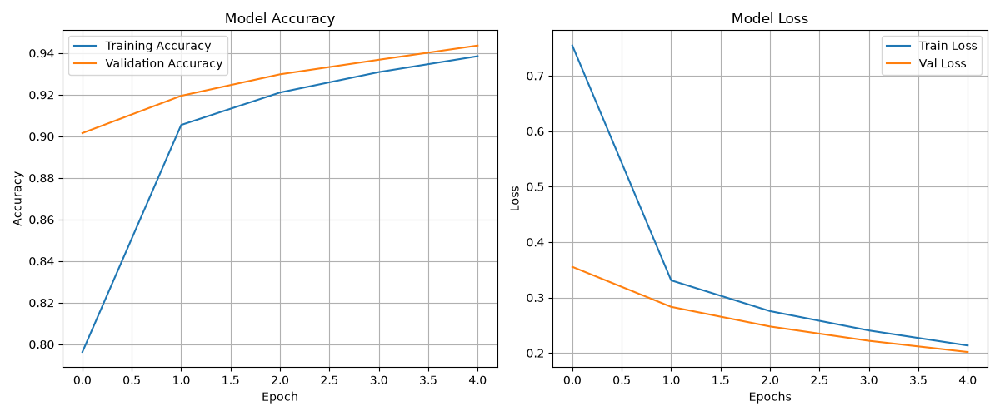 Model Accuracy
Training Accuracy
Validation Accuracy
0.94
0.92
0.90
0.88
0.86
0.84
0.82
0.80
Accuracy
0.0 0.5 1.0 1.5 2.0 2.5 3.0 3.5 4.0
Epoch
Model Loss
Train Loss
Val Loss
0.7
0.6
0.5
0.4
0.3
0.2
Loss
0.0 0.5 1.0 1.5 2.0 2.5 3.0 3.5 4.0
Epochs